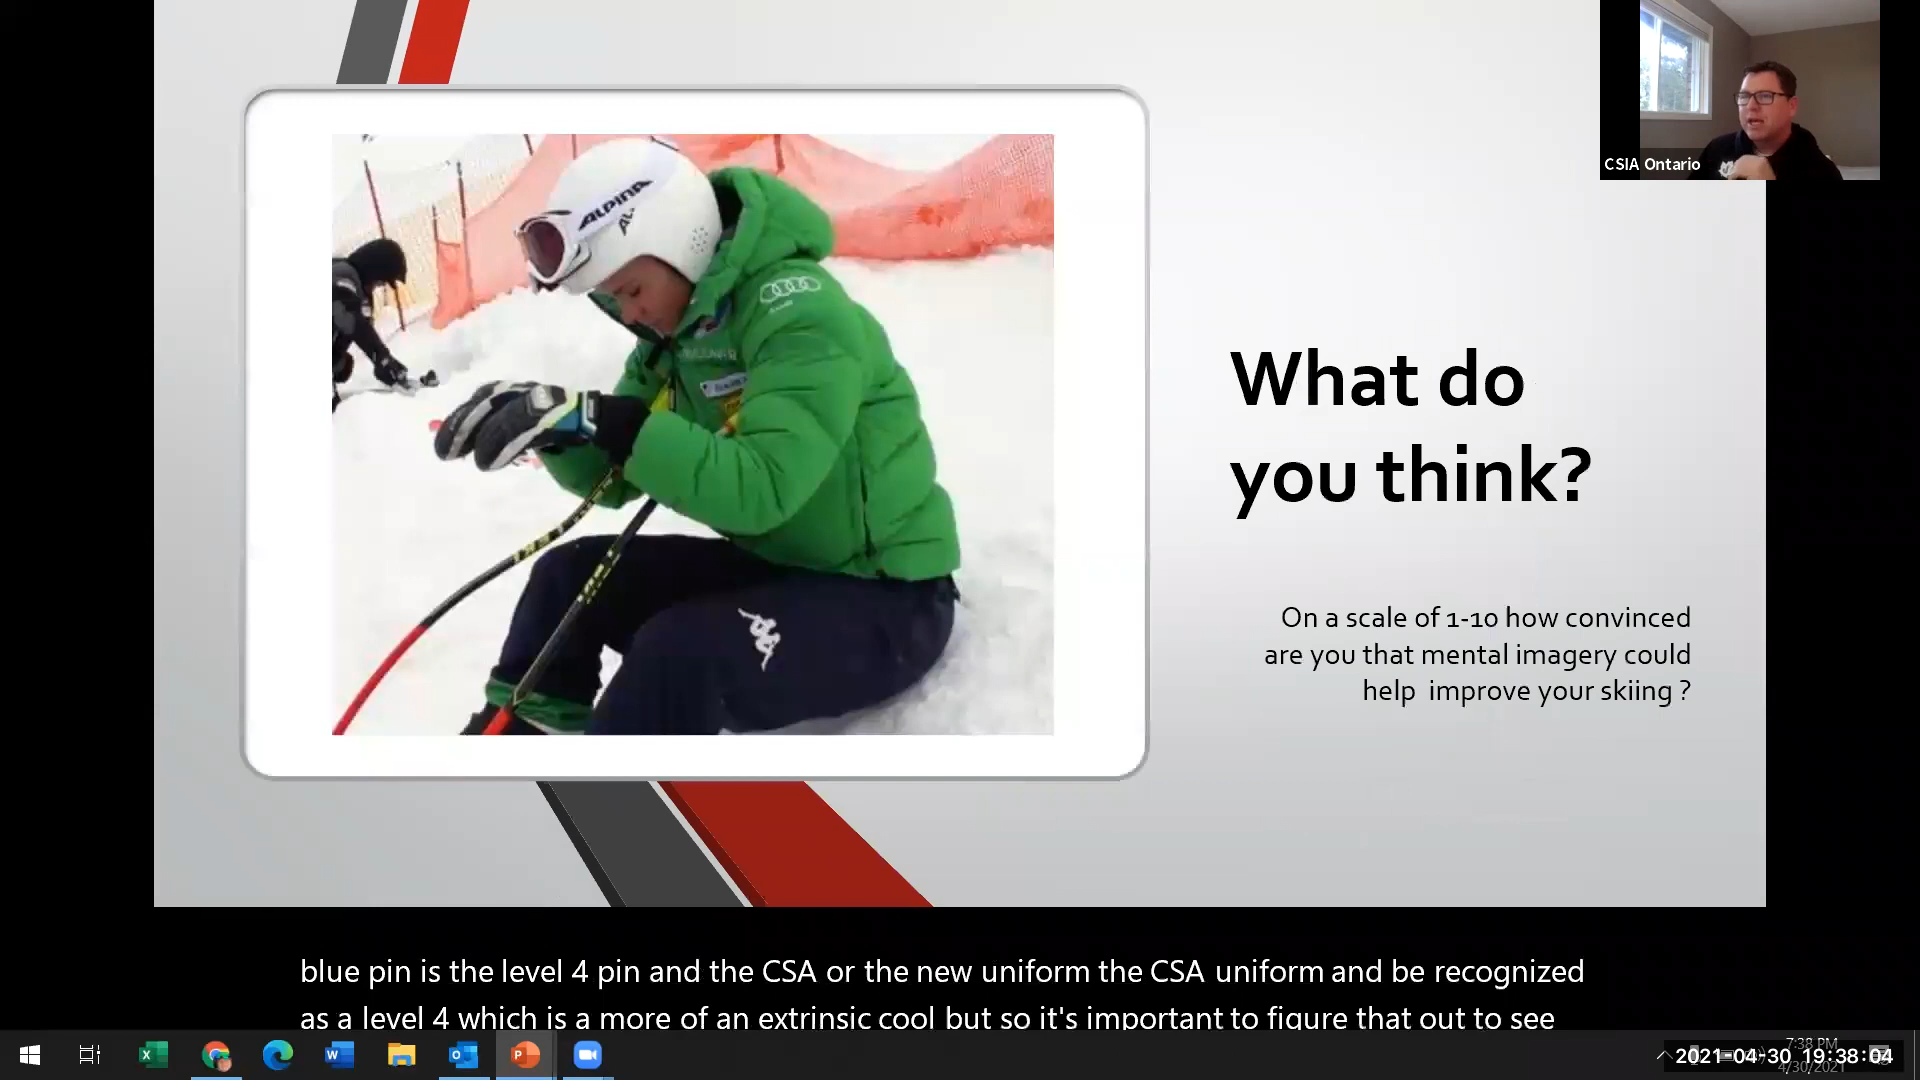 CSIA Ontario
ALPINA
What do
you think?
On a scale of 1-10 how convinced
are you that mental imagery could
help improve your skiing ?
blue pin is the level 4 pin and the CSA or the new uniform the CSA uniform and be recognized
as a level 4 which is a more of an extrinsic cool but so it's important to figure that out to see
7:38 PM
2021-04-30 19:38:04
4/30/2021